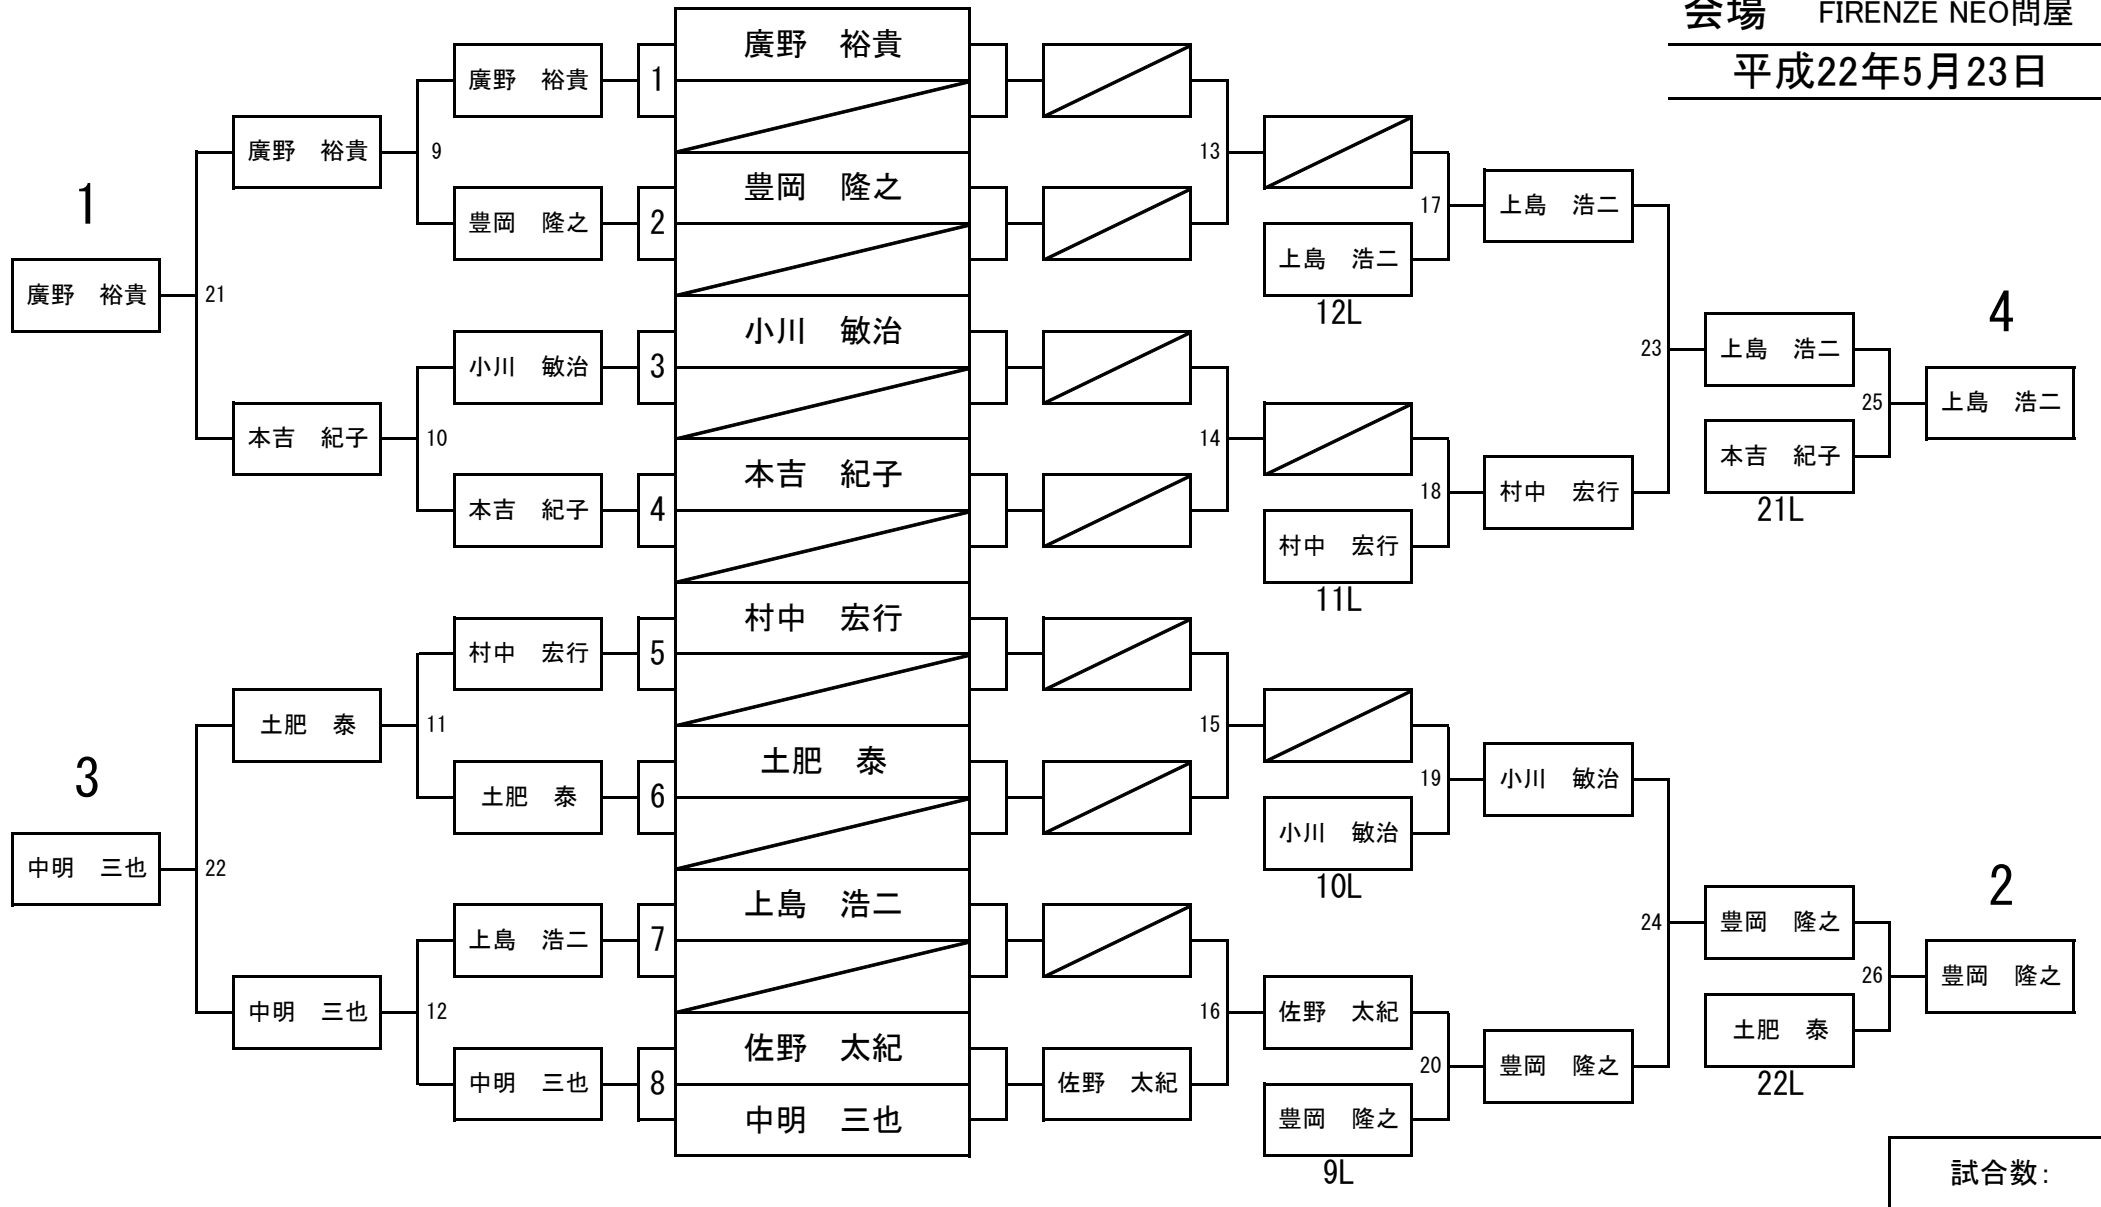 会場 FIRENZE NEO問屋
平成22年5月23日
1
廣野 裕貴
21
廣野 裕貴
本吉 紀子
9
10
廣野 裕貴
豊岡 隆之
小川 敏治
本吉 紀子
3
中明 三也
22
土肥 泰
中明 三也
11
12
村中 宏行
土肥 泰
上島 浩二
中明 三也
1
2
3
4
5
6
7
8
廣野 裕貴
豊岡 隆之
小川 敏治
本吉 紀子
村中 宏行
土肥 泰
上島 浩二
佐野 太紀
中明 三也
佐野 太紀
13
14
15
16
上島 浩二
12L
村中 宏行
11L
小川 敏治
10L
佐野 太紀
豊岡 隆之
9L
17
18
19
20
上島 浩二
村中 宏行
小川 敏治
豊岡 隆之
23
24
上島 浩二
本吉 紀子
21L
豊岡 隆之
土肥 泰
22L
25
26
4
上島 浩二
2
豊岡 隆之
試合数: